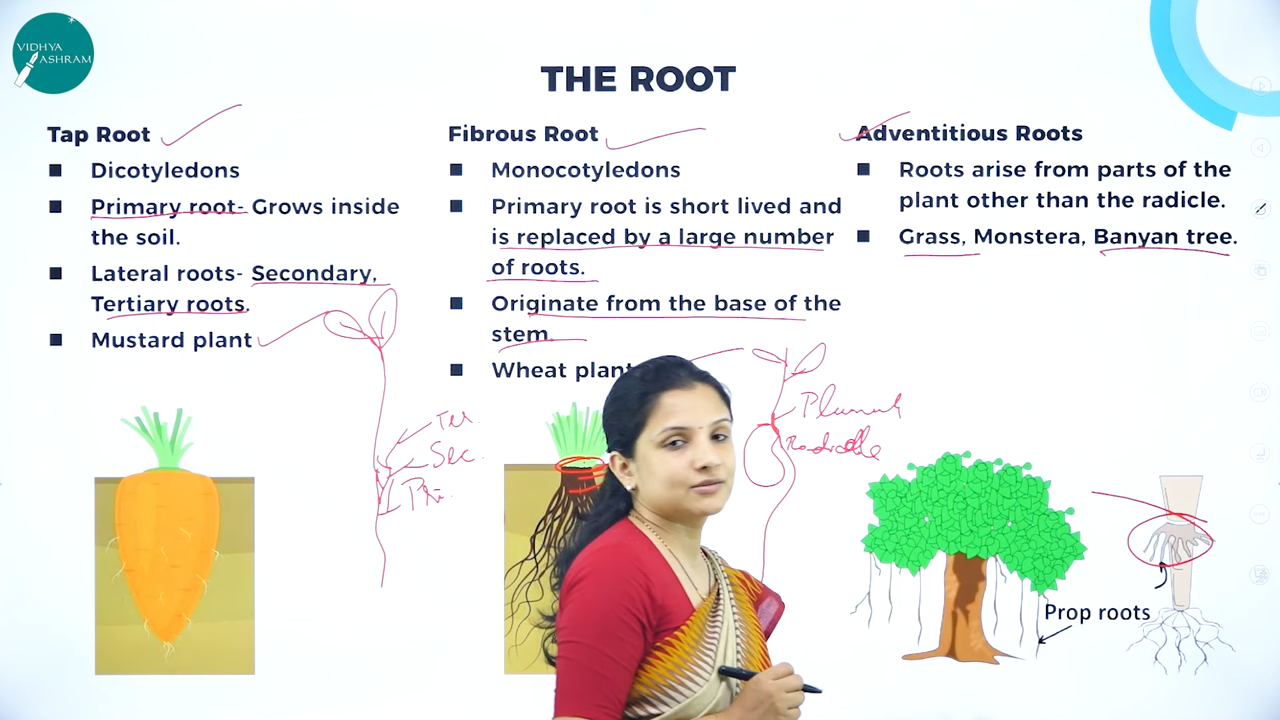 VIDHYA
ASHRAM
THE ROOT
Tap Root
■ Dicotyledons
■ Primary root- Grows inside
the soil.
■ Lateral roots- Secondary,
Tertiary roots.
■ Mustard plant
Ter.
Sec.
Pri.
Fibrous Root
■ Monocotyledons
■ Primary root is short lived and
is replaced by a large number
of roots.
■ Originate from the base of the
stem.
■ Wheat plant
Radicle
Adventitious Roots
■ Roots arise from parts of the
plant other than the radicle.
■ Grass, Monstera, Banyan tree.
Prop roots